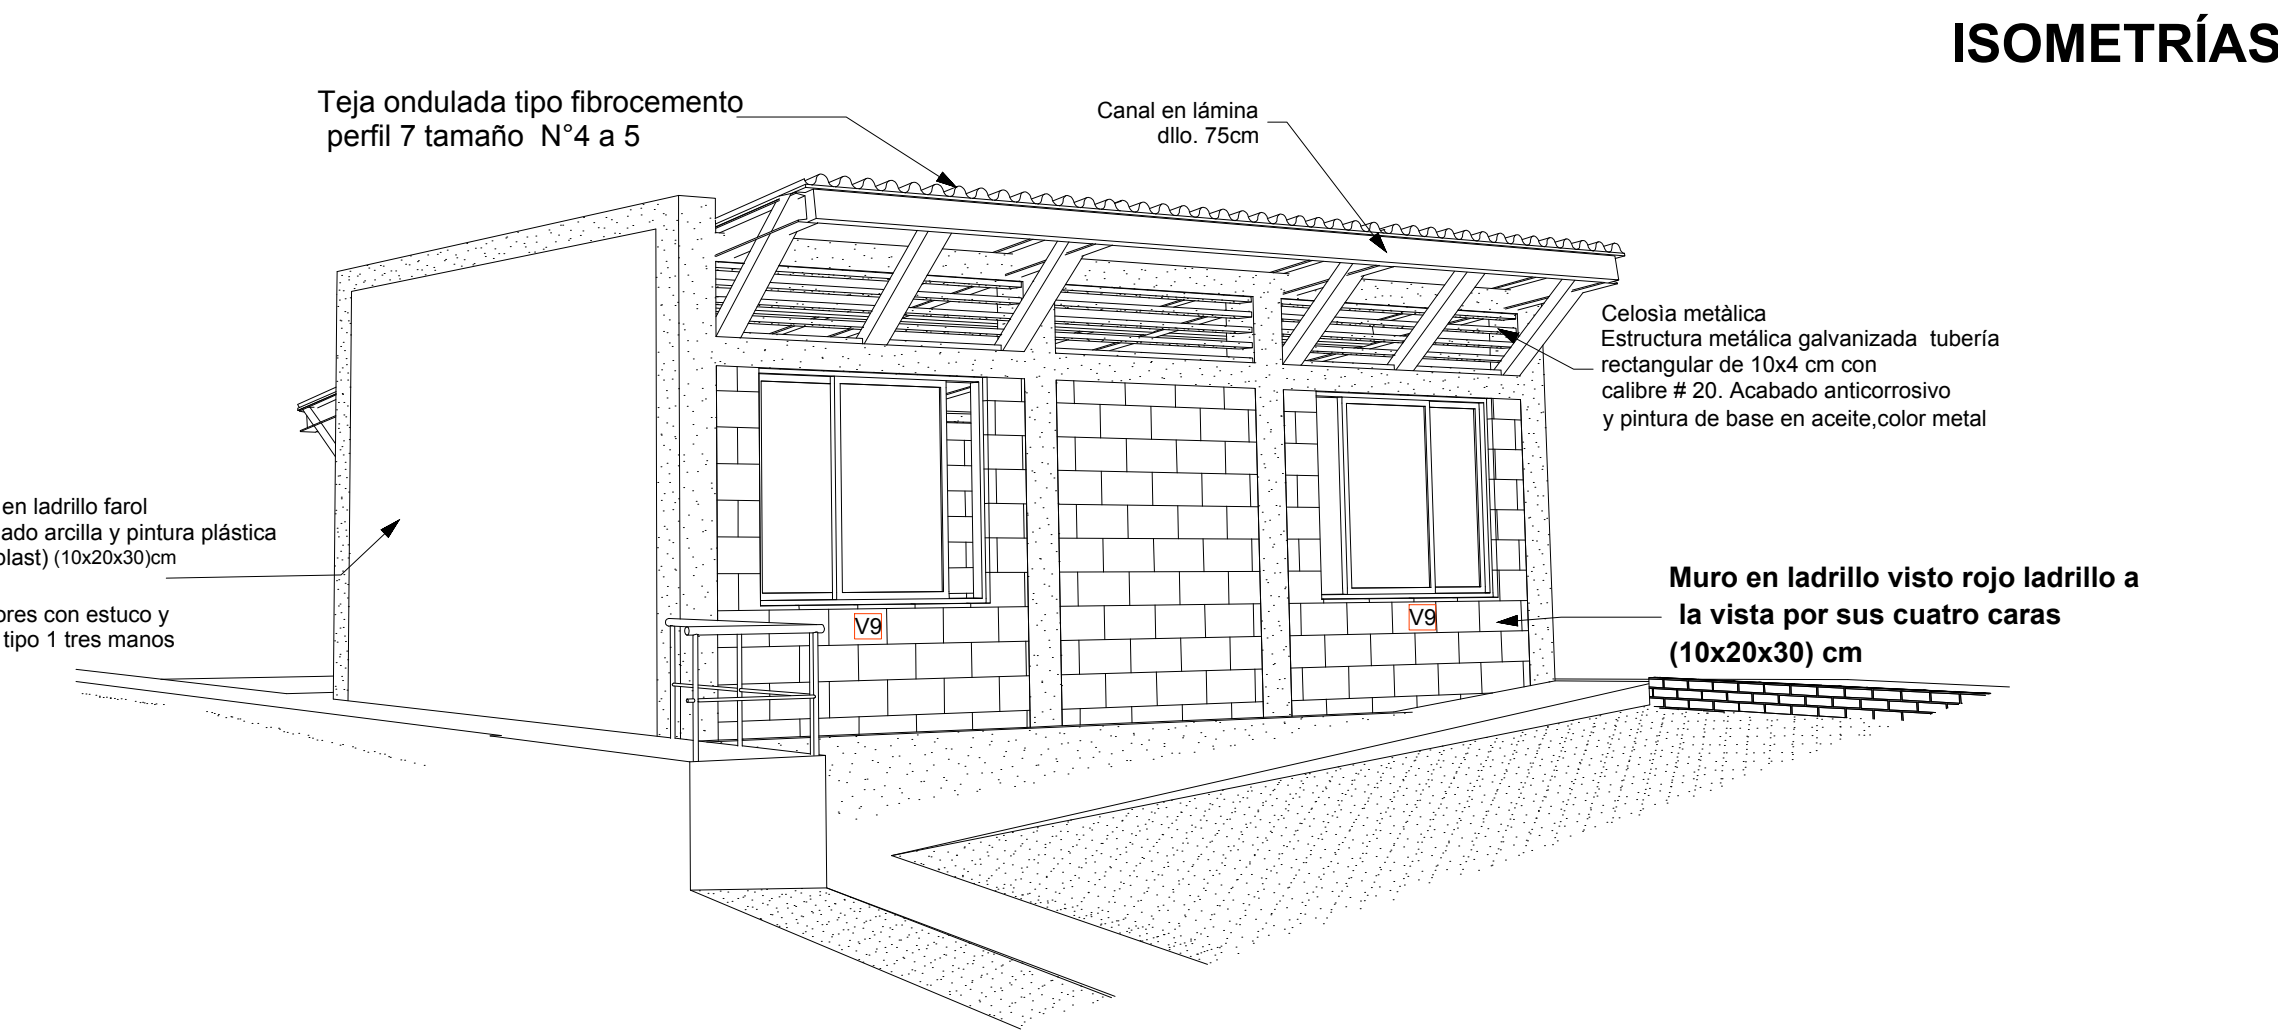 ISOMETRÍAS
Teja ondulada tipo fibrocemento
perfil 7 tamaño N°4 a 5
Canal en lámina
dllo. 75cm
Celosìa metàlica
Estructura metálica galvanizada tubería
rectangular de 10x4 cm con
calibre # 20. Acabado anticorrosivo
y pintura de base en aceite,color metal
en ladrillo farol
arcilla y pintura plástica
(10x20x30)cm
con estuco y
tipo 1 tres manos
V9
V9
Muro en ladrillo visto rojo ladrillo a
la vista por sus cuatro caras
(10x20x30) cm